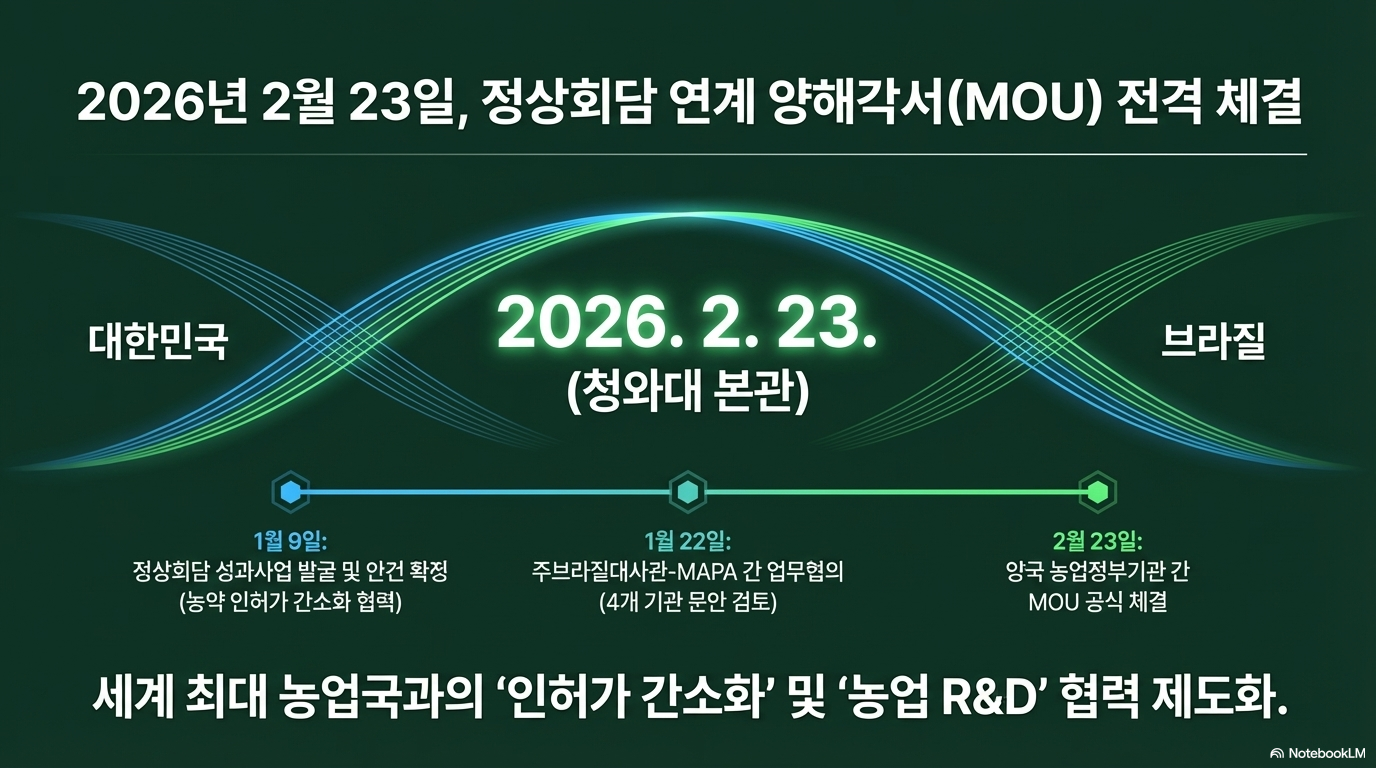 2026년 2월 23일, 정상회담 연계 양해각서(MOU) 전격 체결
대한민국
2026. 2. 23.
(청와대 본관)
브라질
1월 9일:
정상회담 성과사업 발굴 및 안건 확정
(농약 인허가 간소화 협력)
1월 22일:
주브라질대사관-MAPA 간 업무협의
(4개 기관 문안 검토)
2월 23일:
양국 농업정부기관 간
MOU 공식 체결
세계 최대 농업국과의 ‘인허가 간소화’ 및 ‘농업 R&D’ 협력 제도화.
NotebookLM